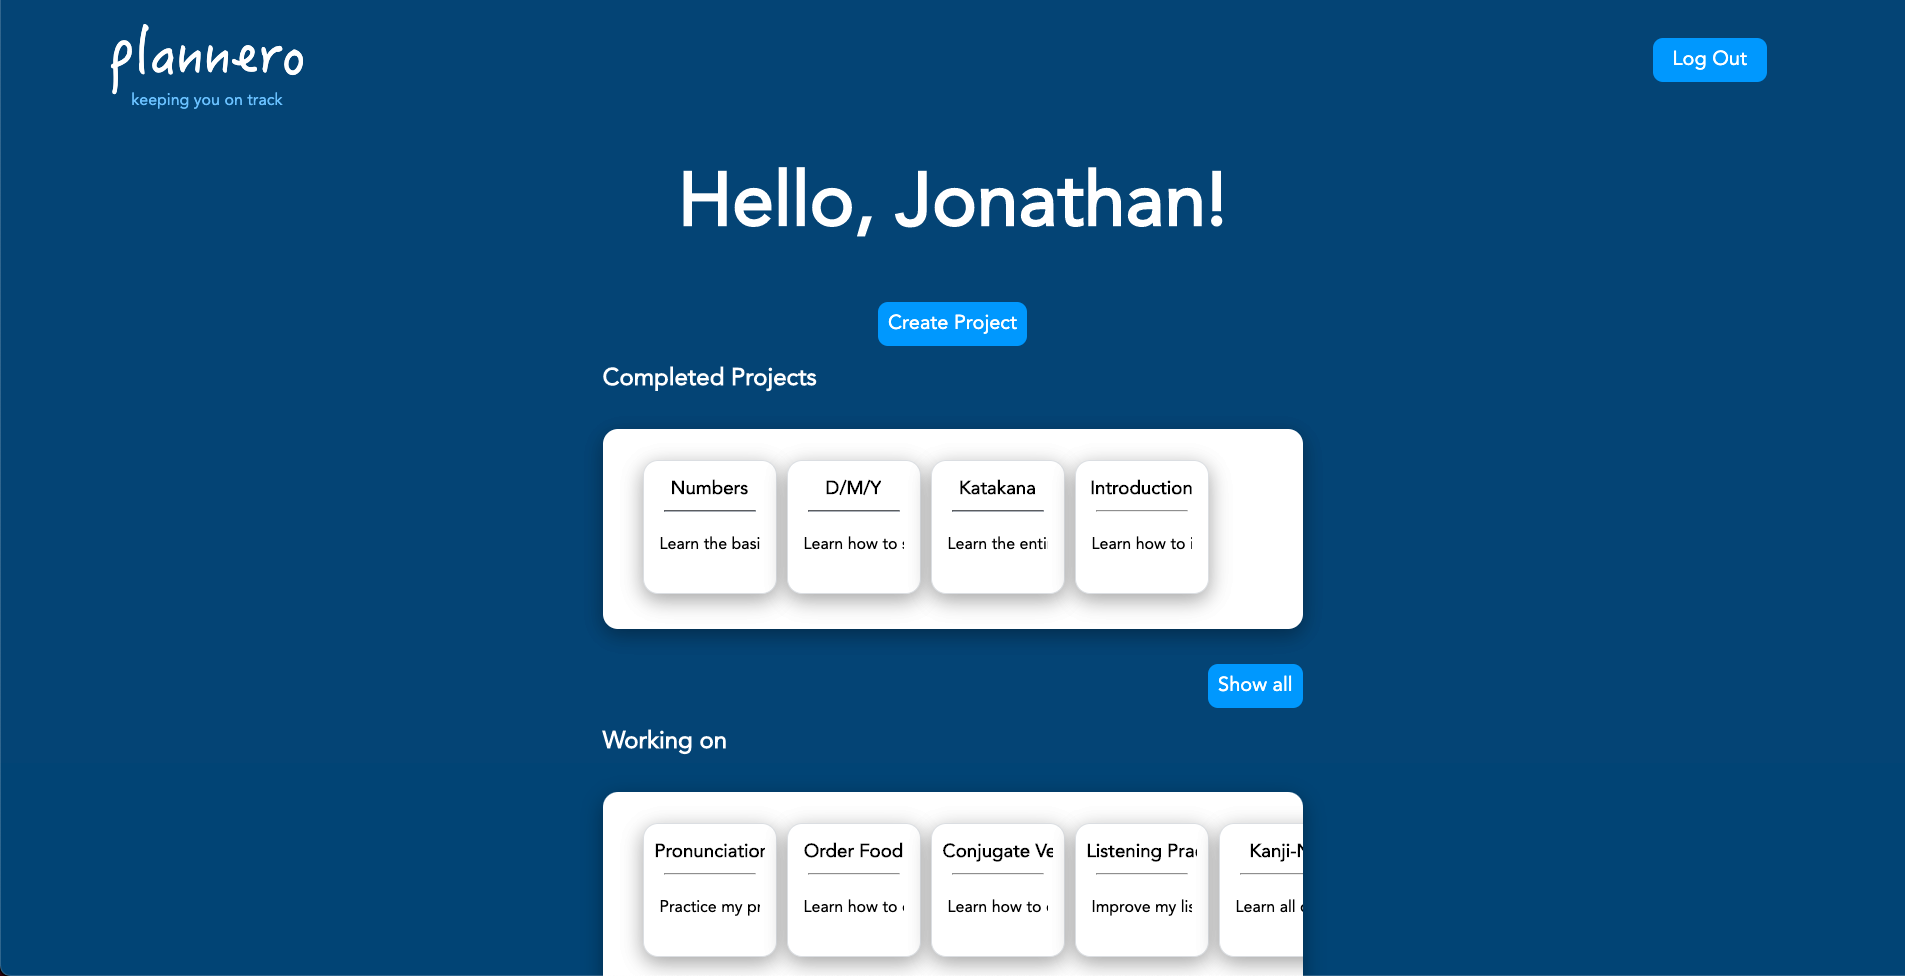 plannero
keeping you on track
Log Out
Hello, Jonathan!
Create Project
Completed Projects
Numbers
D/M/Y
Katakana
Introduction
Learn the basi
Learn how to
Learn the enti
Learn how to i
Show all
Working on
Pronunciation
Order Food
Conjugate Ve
Listening Prac
Kanji-N
Practice my pr
Learn how to
Learn how to
Improve my lis
Learn all